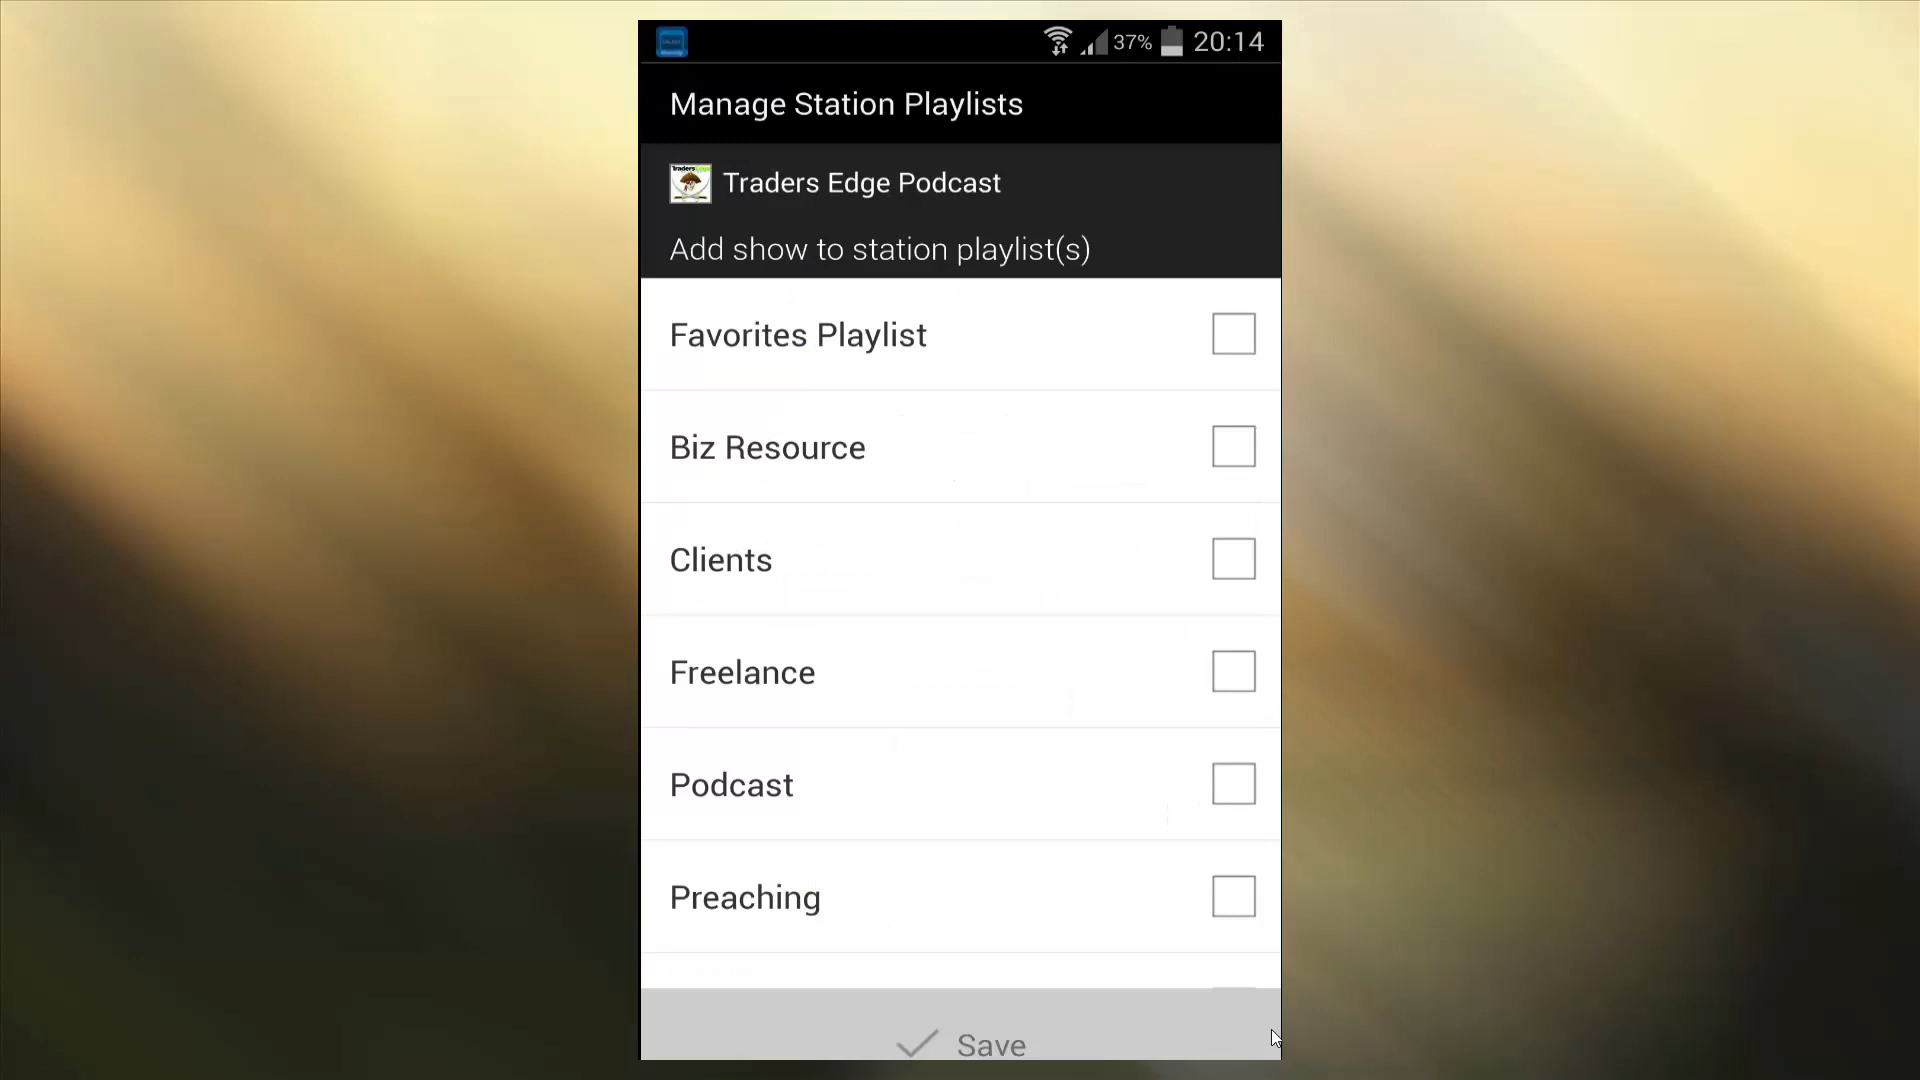 37% 20:14
Manage Station Playlists
Traders Edge Podcast
Add show to station playlist(s)
Favorites Playlist
Biz Resource
Clients
Freelance
Podcast
Preaching
Save